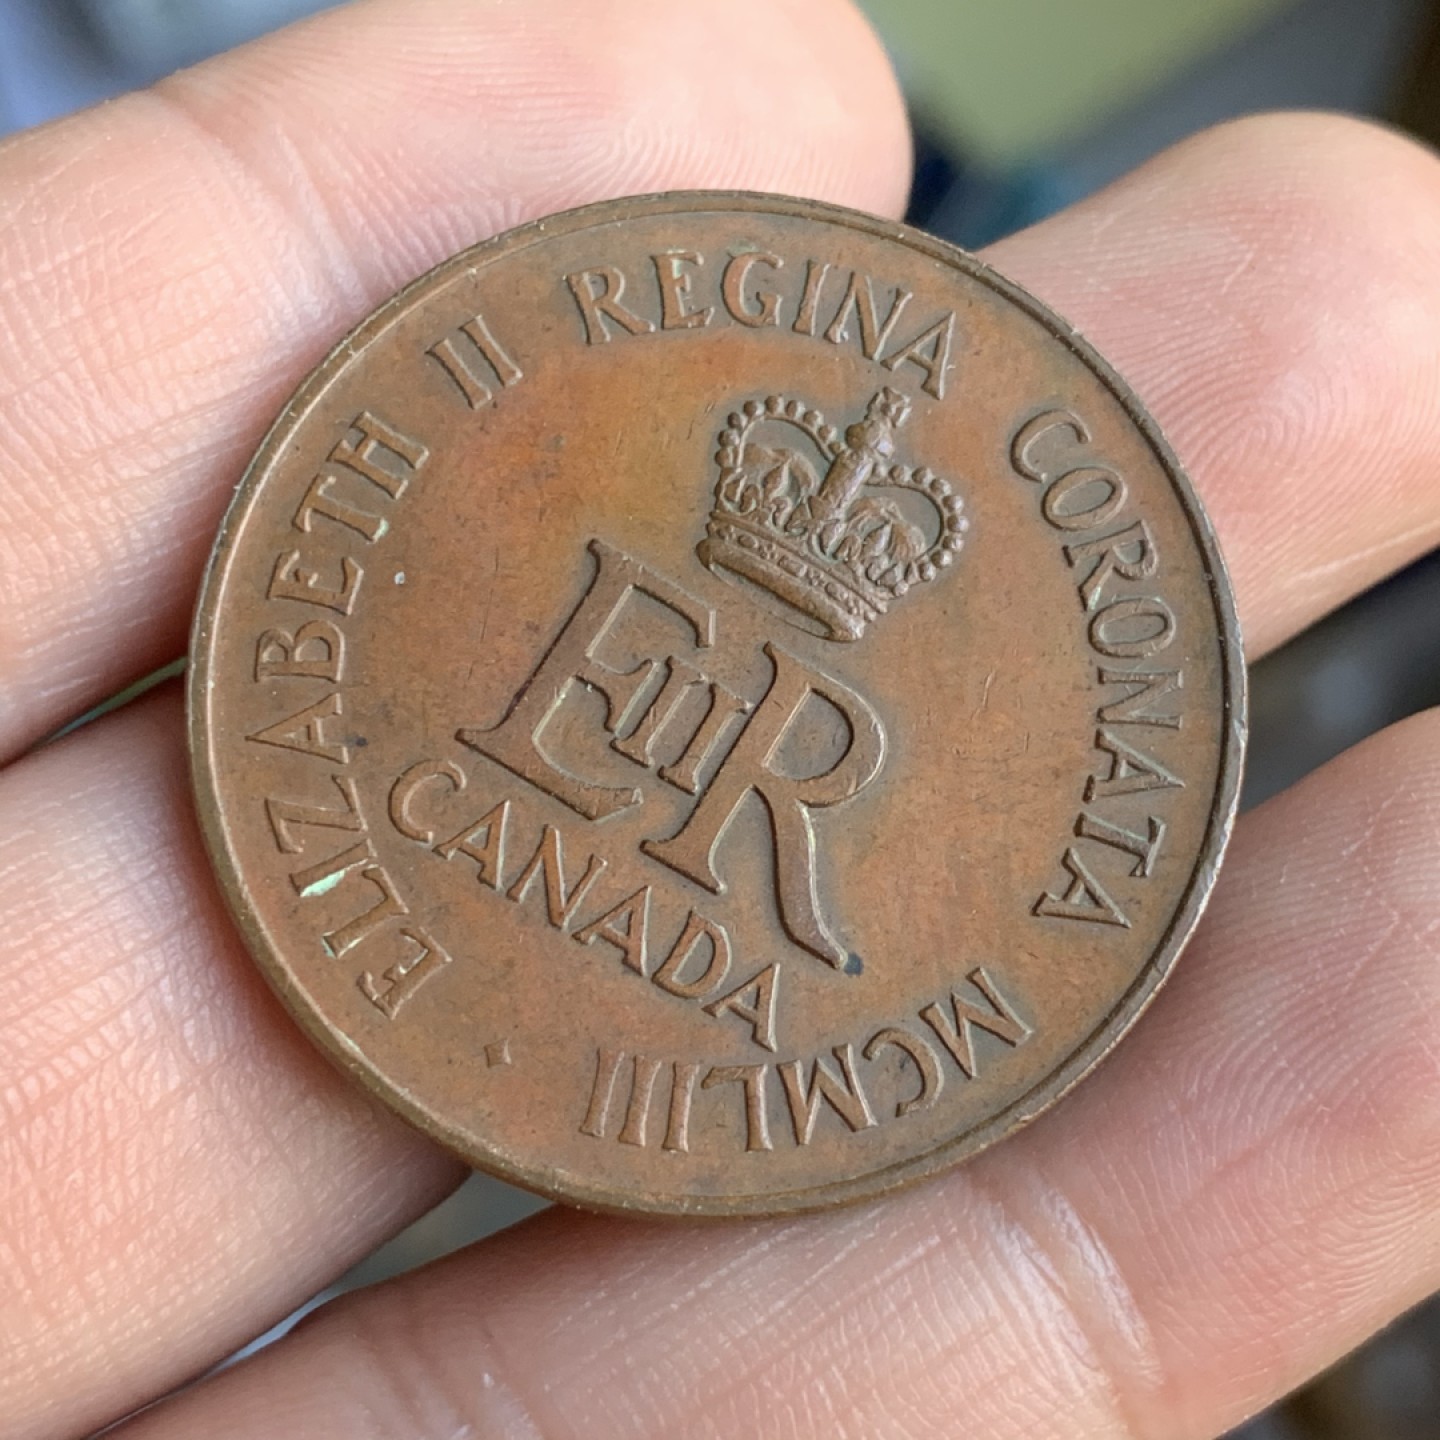 ELIZABETH II REGINA CORONATA MCMLIII
EIIR
CANADA